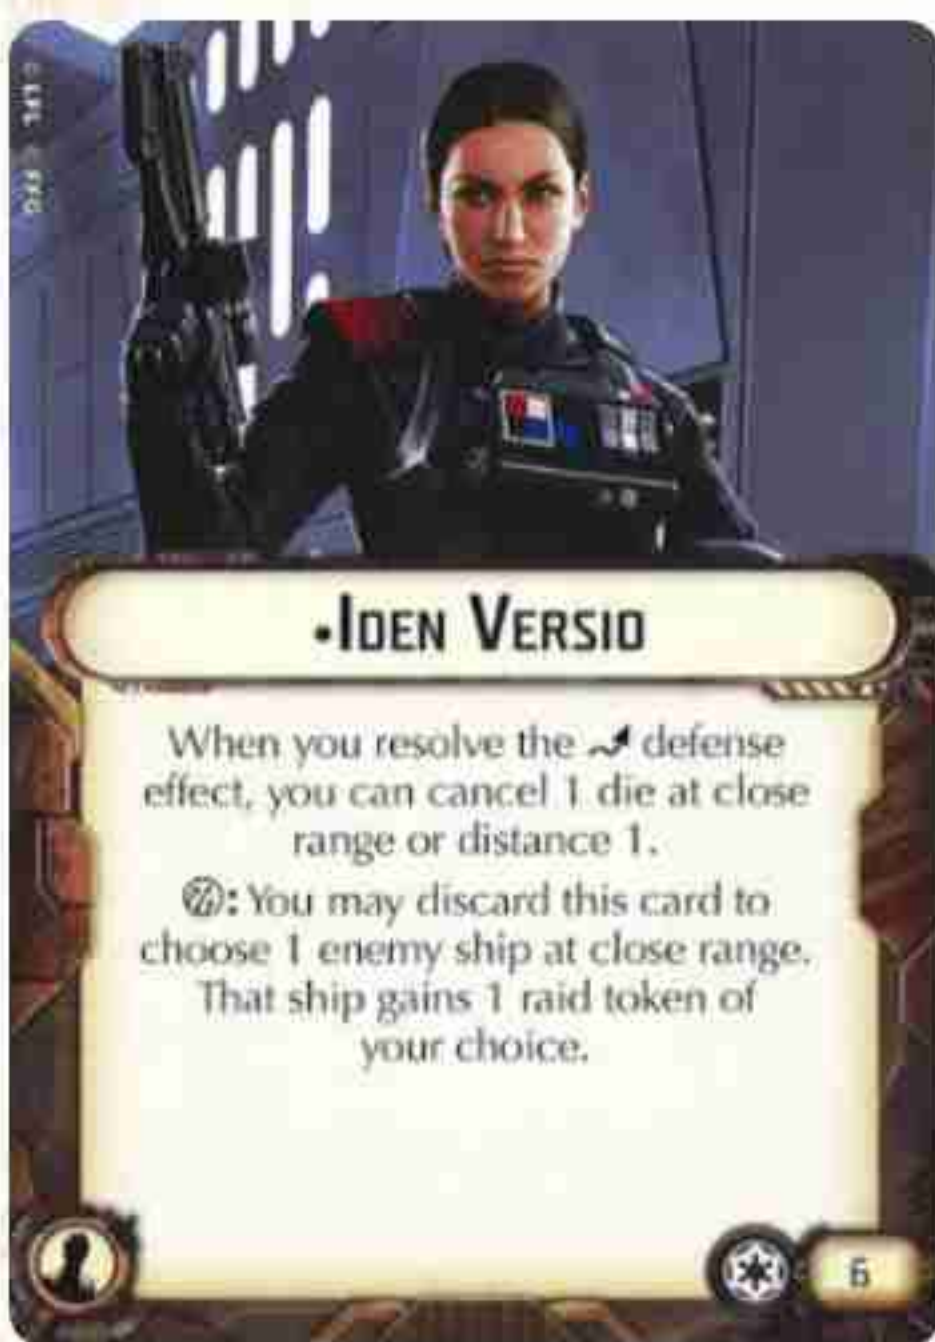 © LFL © FFG
•Iden Versio
When you resolve the defense
effect, you can cancel 1 die at close
range or distance 1.
: You may discard this card to
choose 1 enemy ship at close range.
That ship gains 1 raid token of
your choice.
6